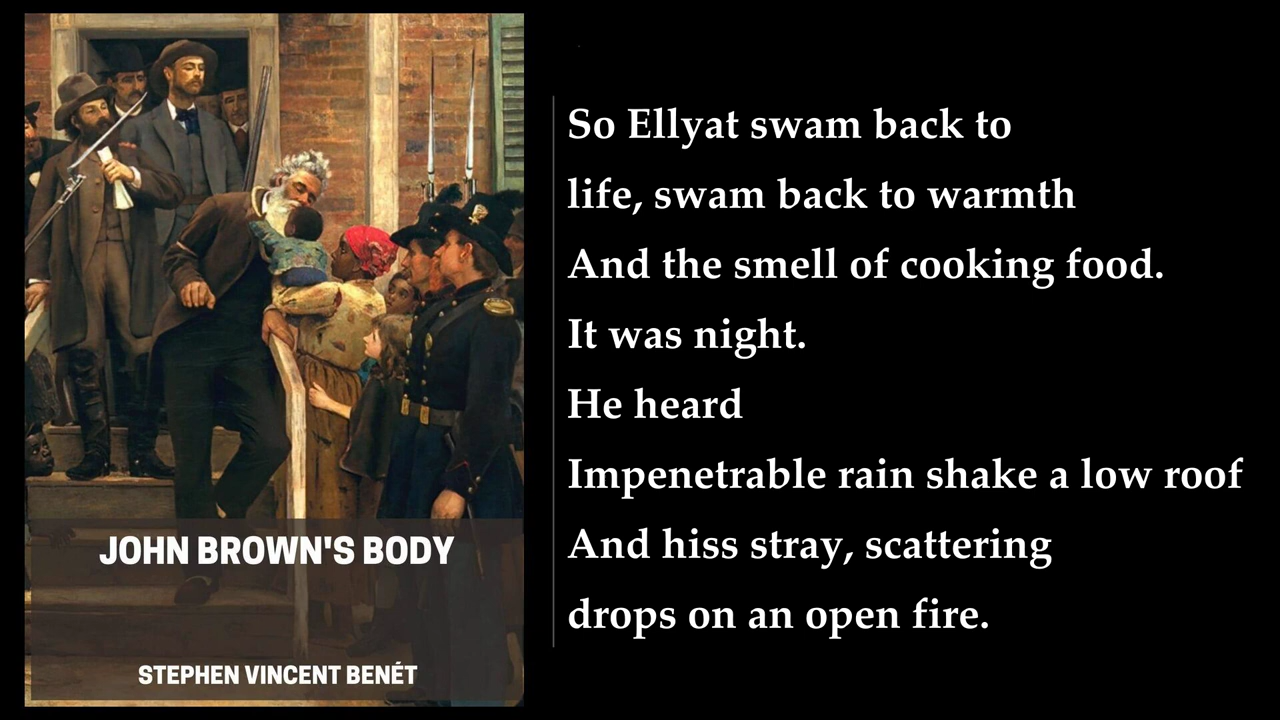 JOHN BROWN'S BODY
STEPHEN VINCENT BENÉT
So Ellyat swam back to
life, swam back to warmth
And the smell of cooking food.
It was night.
He heard
Impenetrable rain shake a low roof
And hiss stray, scattering
drops on an open fire.